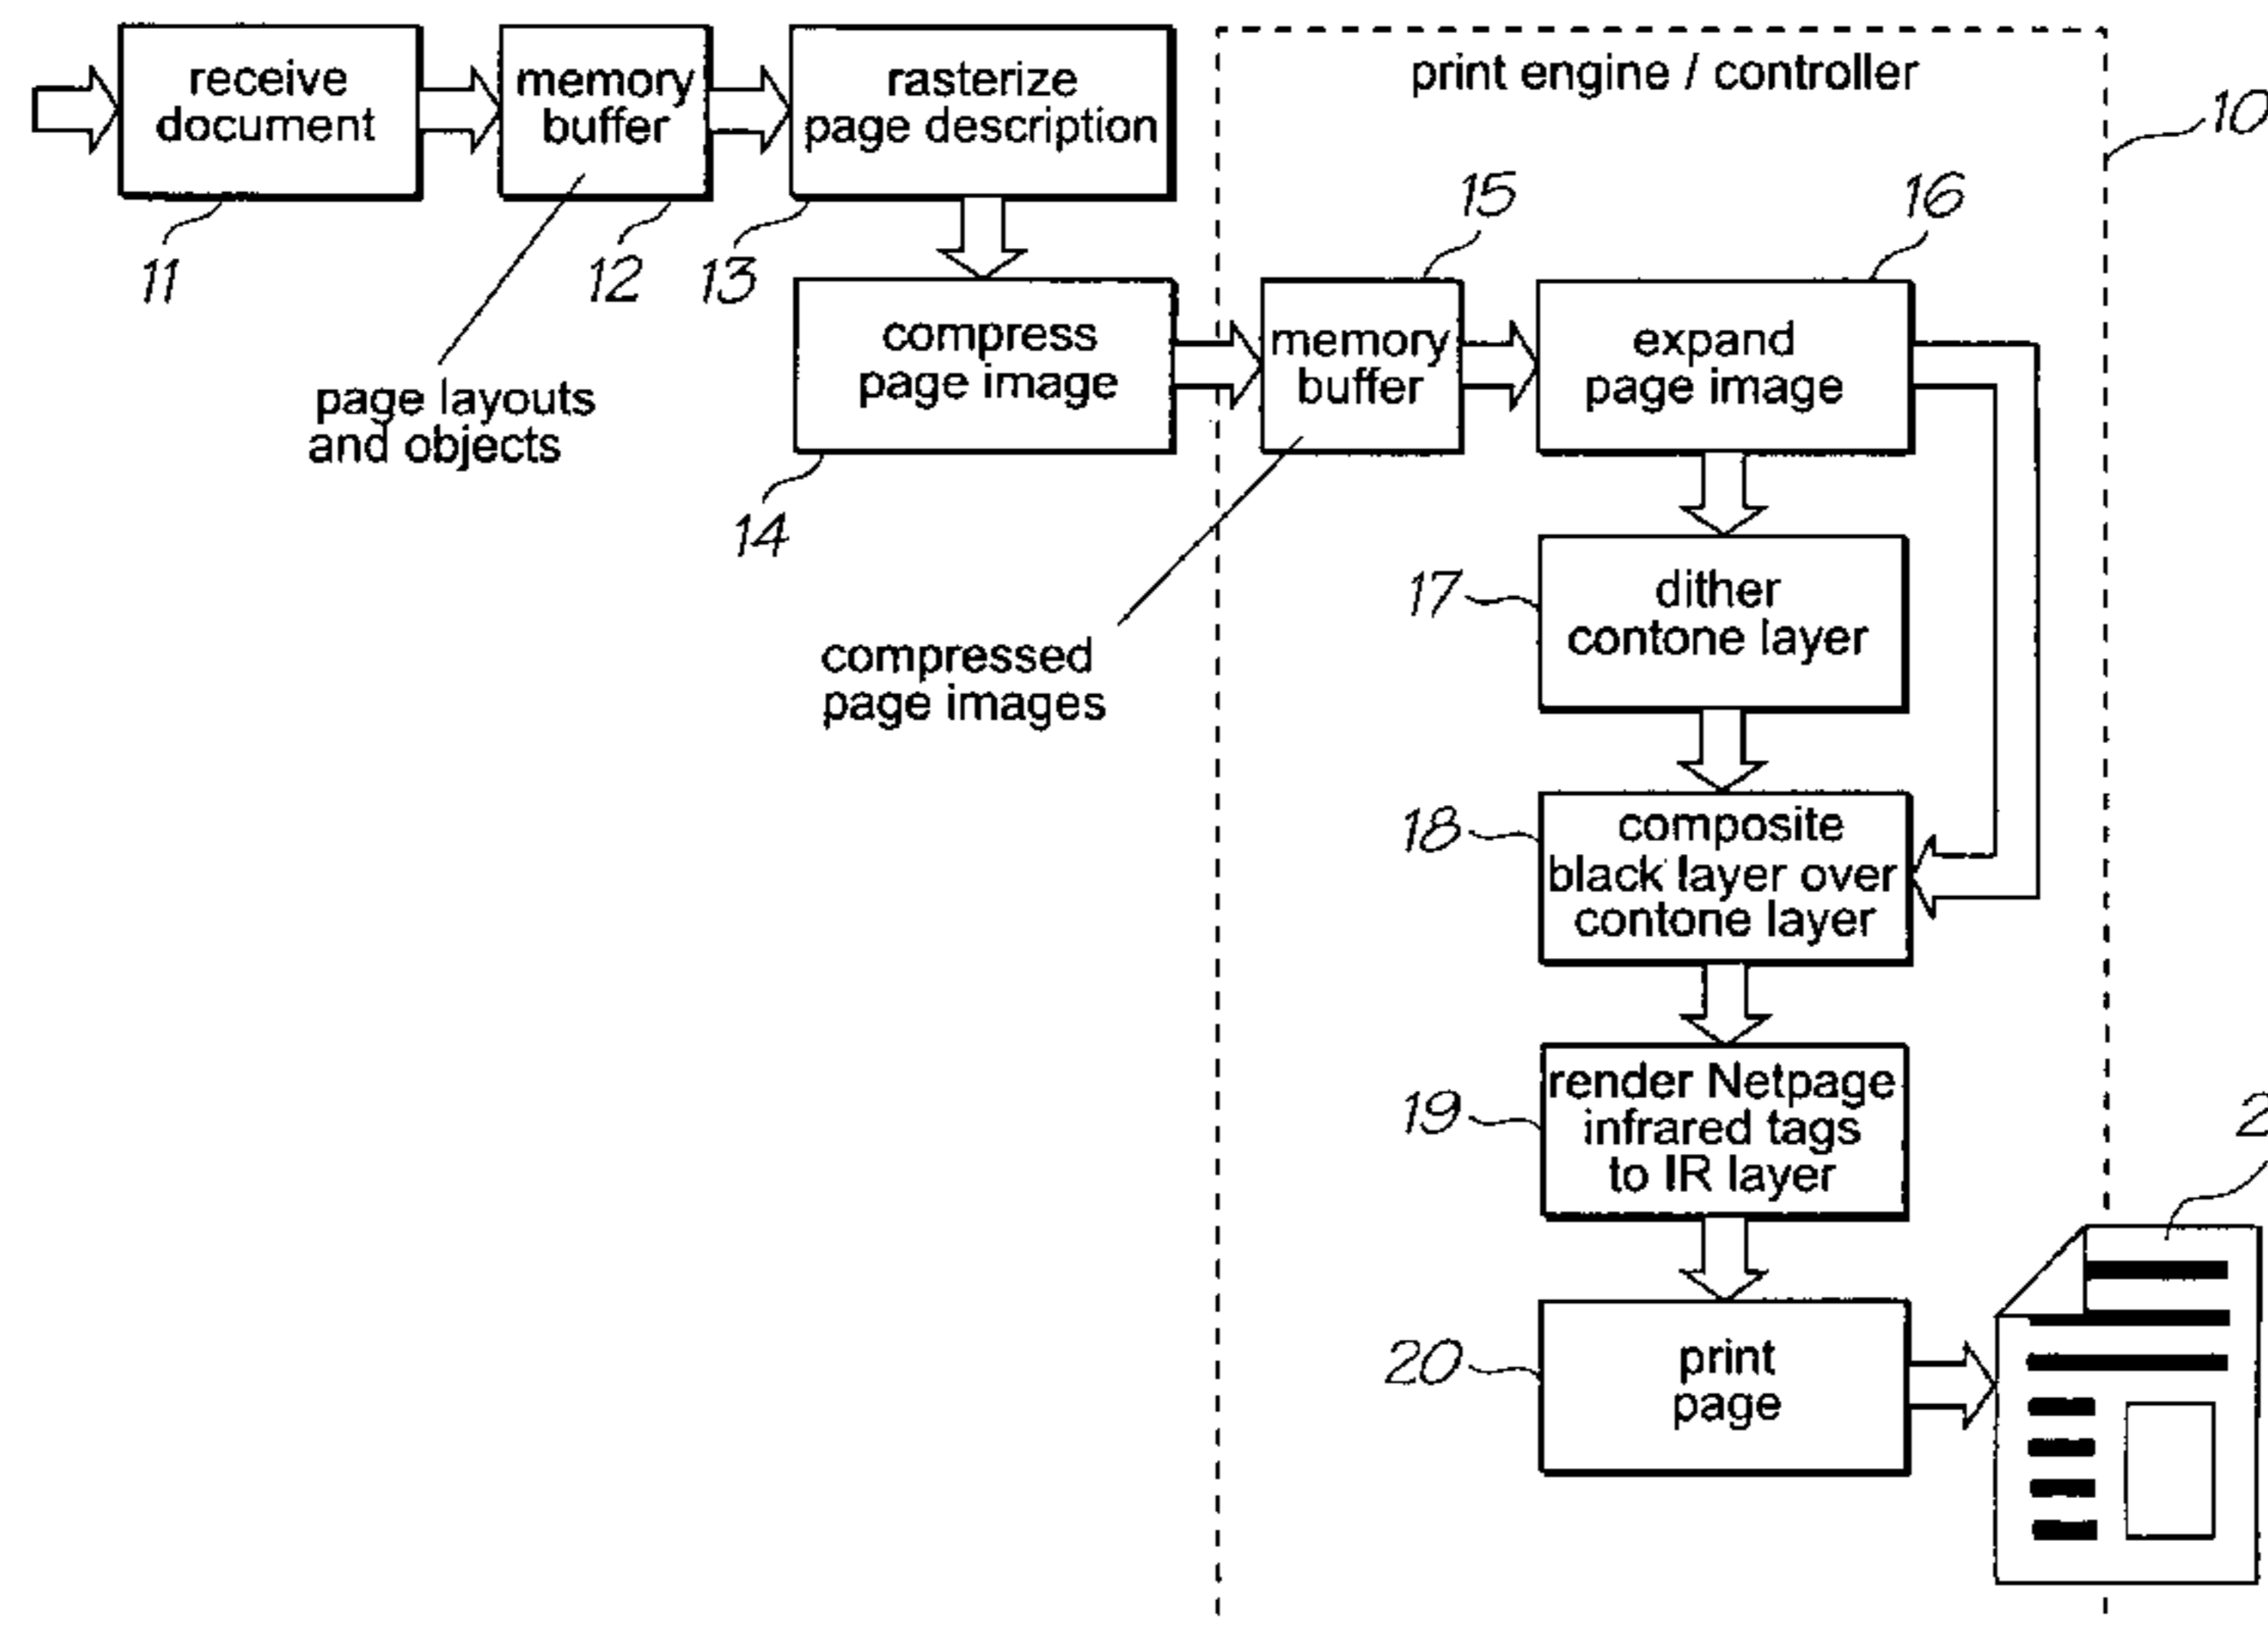 receive
document
memory
buffer
rasterize
page description
print engine / controller
10
11
12
13
15
16
page layouts
and objects
compress
page image
memory
buffer
expand
page image
14
compressed
page images
17
dither
contone layer
18
composite
black layer over
contone layer
19
render Netpage
infrared tags
to IR layer
20
print
page